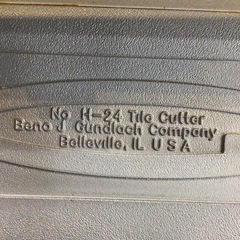 No H-24 Tile Cutter
Beno J Gundlach Company
Belleville, IL U S A